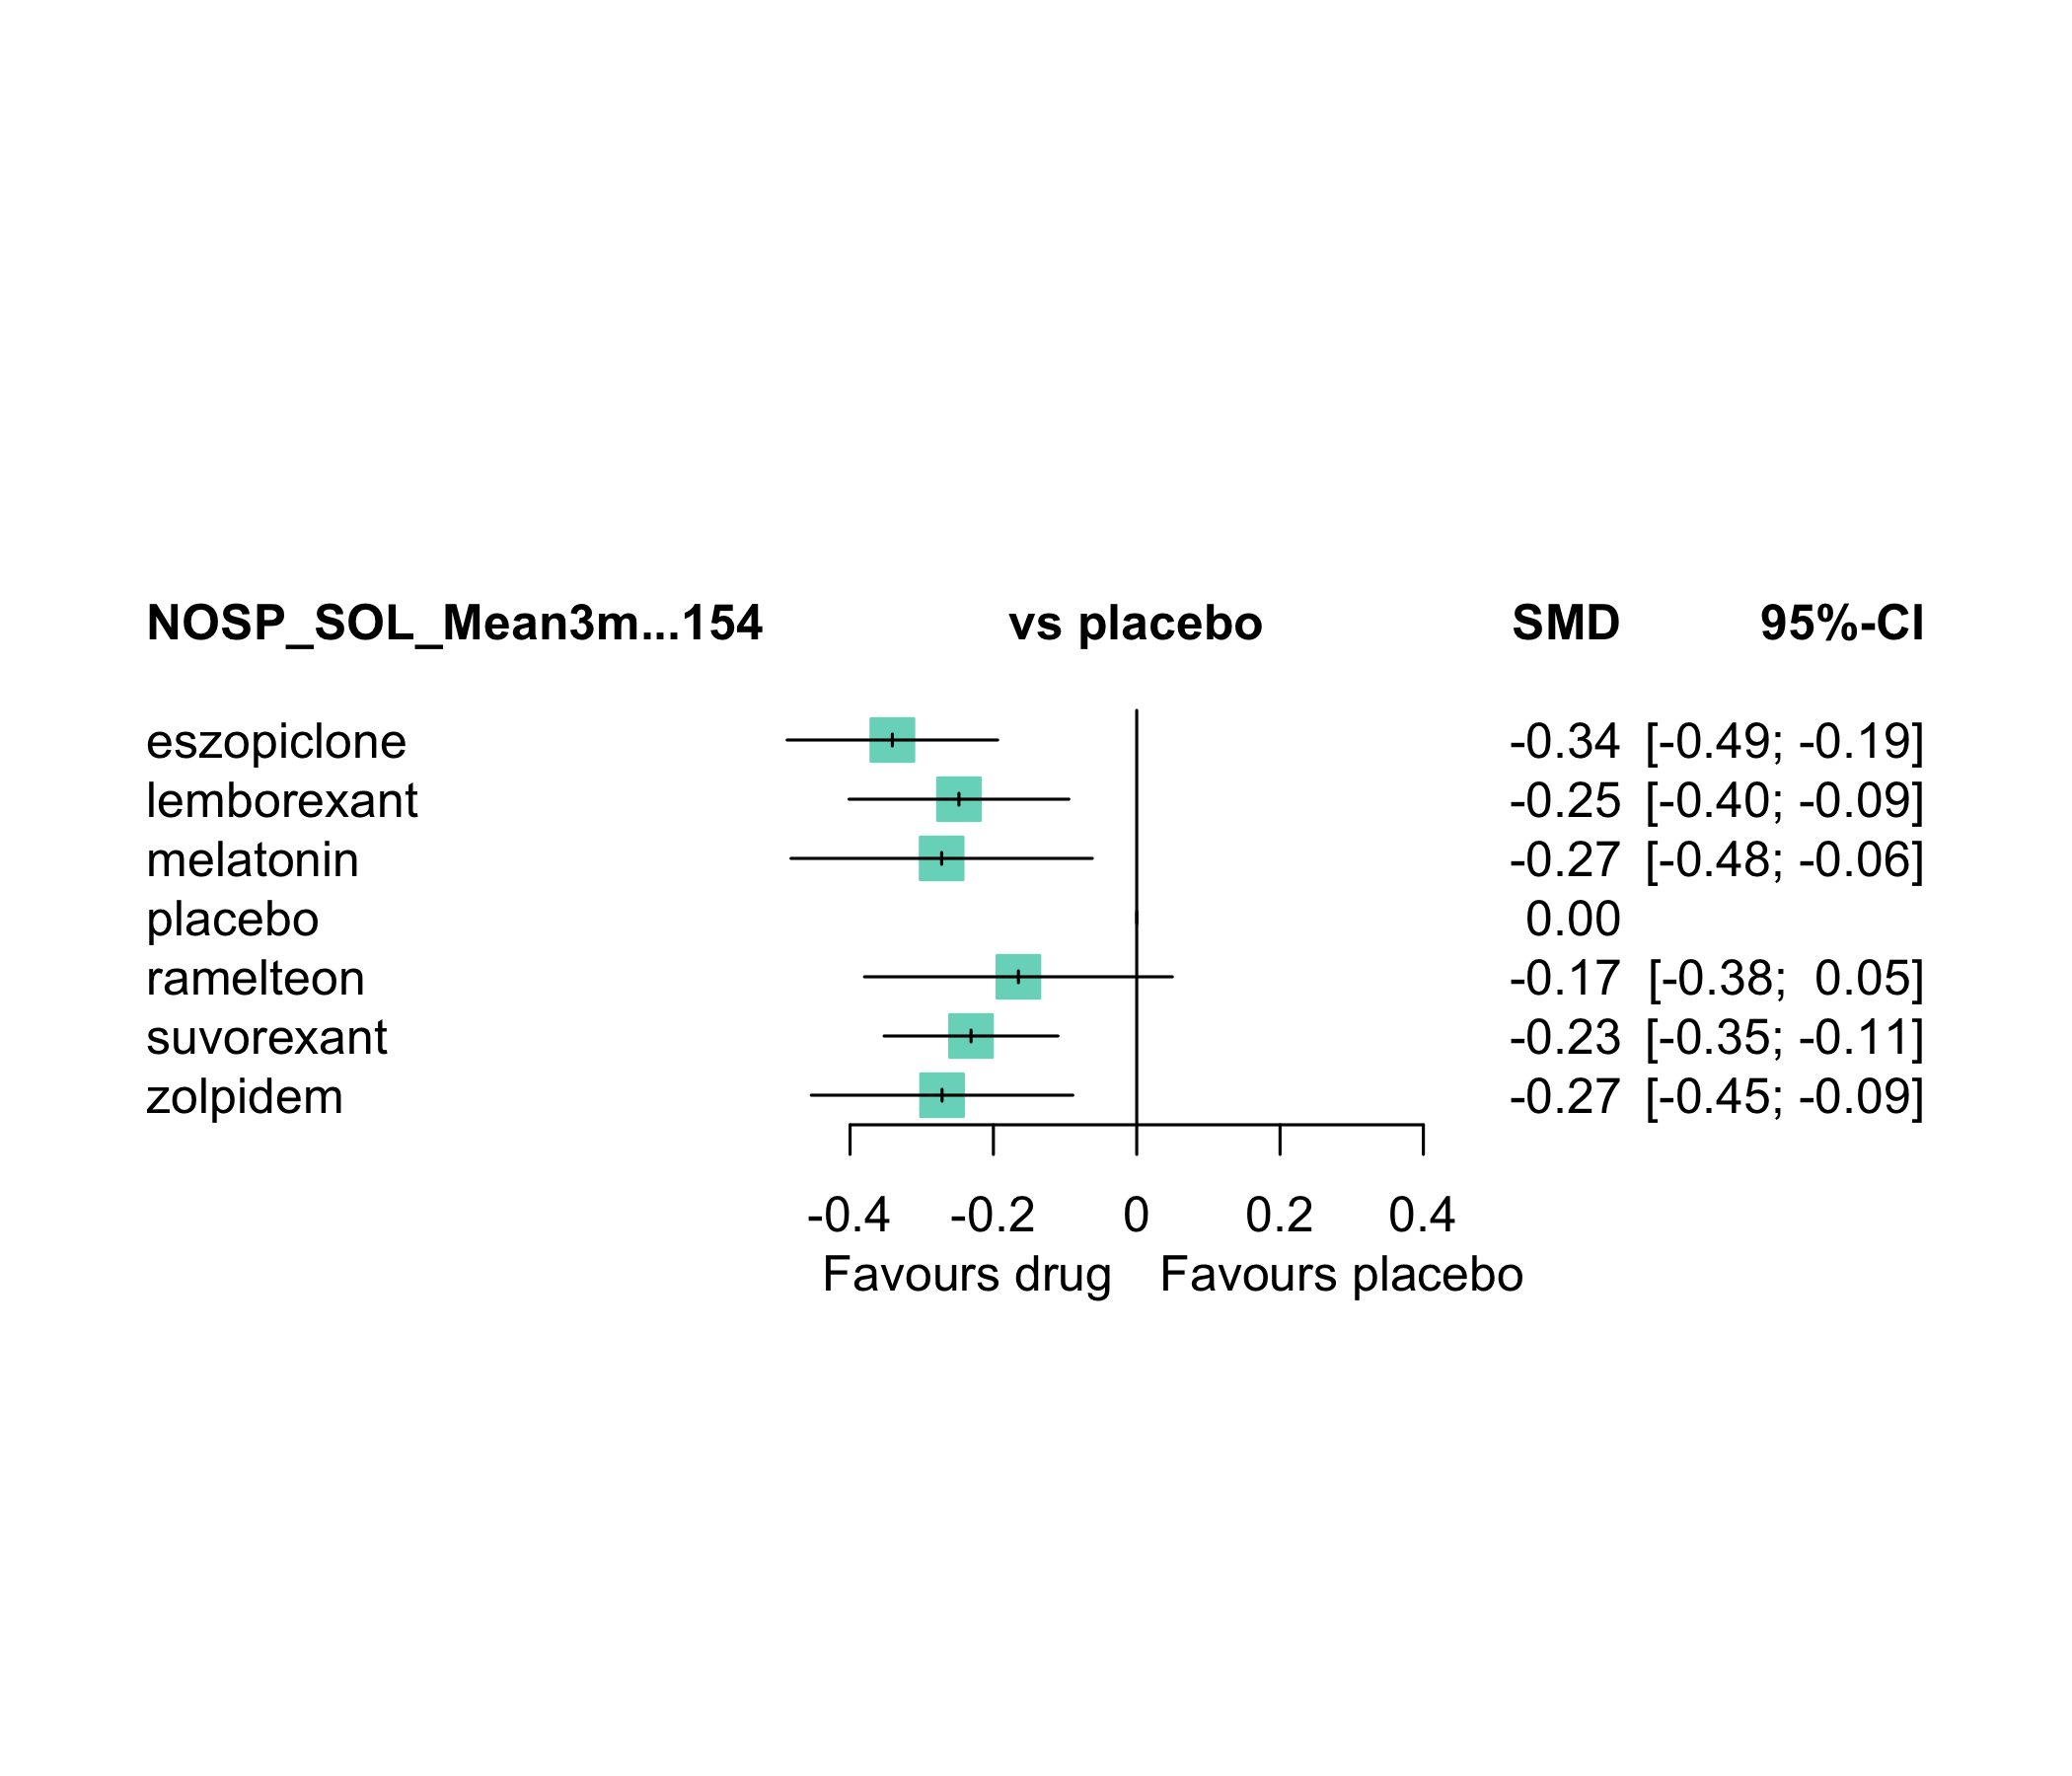 NOSP_SOL_Mean3m...154 vs placebo SMD 95%-CI
eszopiclone -0.34 [-0.49; -0.19]
lemborexant -0.25 [-0.40; -0.09]
melatonin -0.27 [-0.48; -0.06]
placebo 0.00
ramelteon -0.17 [-0.38; 0.05]
suvorexant -0.23 [-0.35; -0.11]
zolpidem -0.27 [-0.45; -0.09]
-0.4 -0.2 0 0.2 0.4
Favours drug Favours placebo